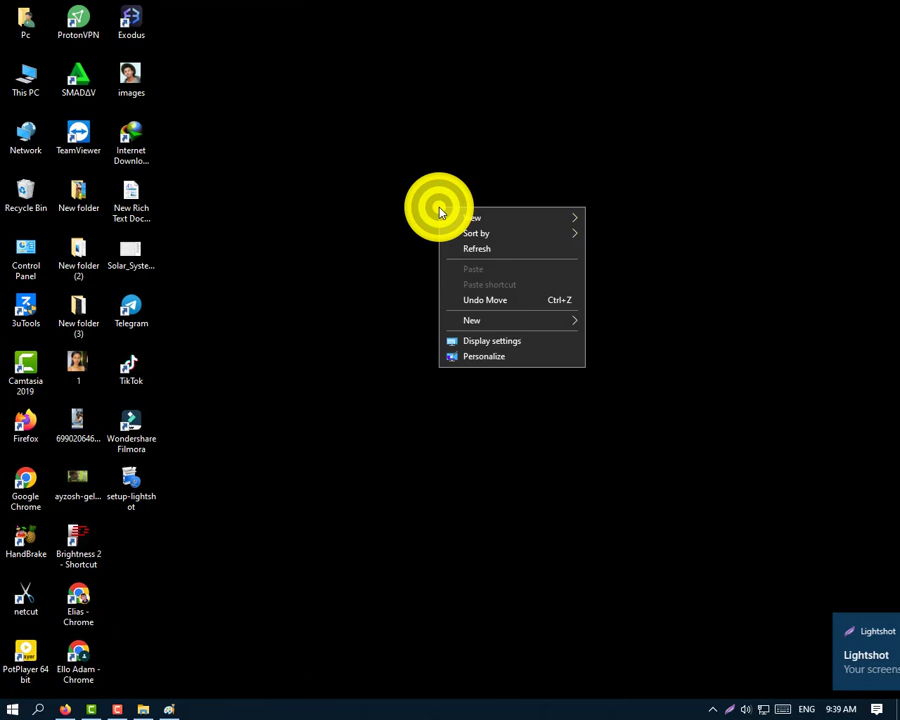 Pc
ProtonVPN
Exodus
This PC
SMADΔV
images
Network
TeamViewer
Internet
Downlo...
Recycle Bin
New folder
New Rich
Text Doc...
Control
Panel
New folder
(2)
Solar_Syste...
3uTools
New folder
(3)
Telegram
Camtasia
2019
1
TikTok
Firefox
699020646...
Wondershare
Filmora
Google
Chrome
ayzosh-gel...
setup-lightsh
ot
HandBrake
Brightness 2
- Shortcut
netcut
Elias -
Chrome
PotPlayer 64
bit
Ello Adam -
Chrome
Sort by
Refresh
Paste
Paste shortcut
Undo Move Ctrl+Z
New
Display settings
Personalize
Lightshot
Lightshot
Your screens
ENG 9:39 AM